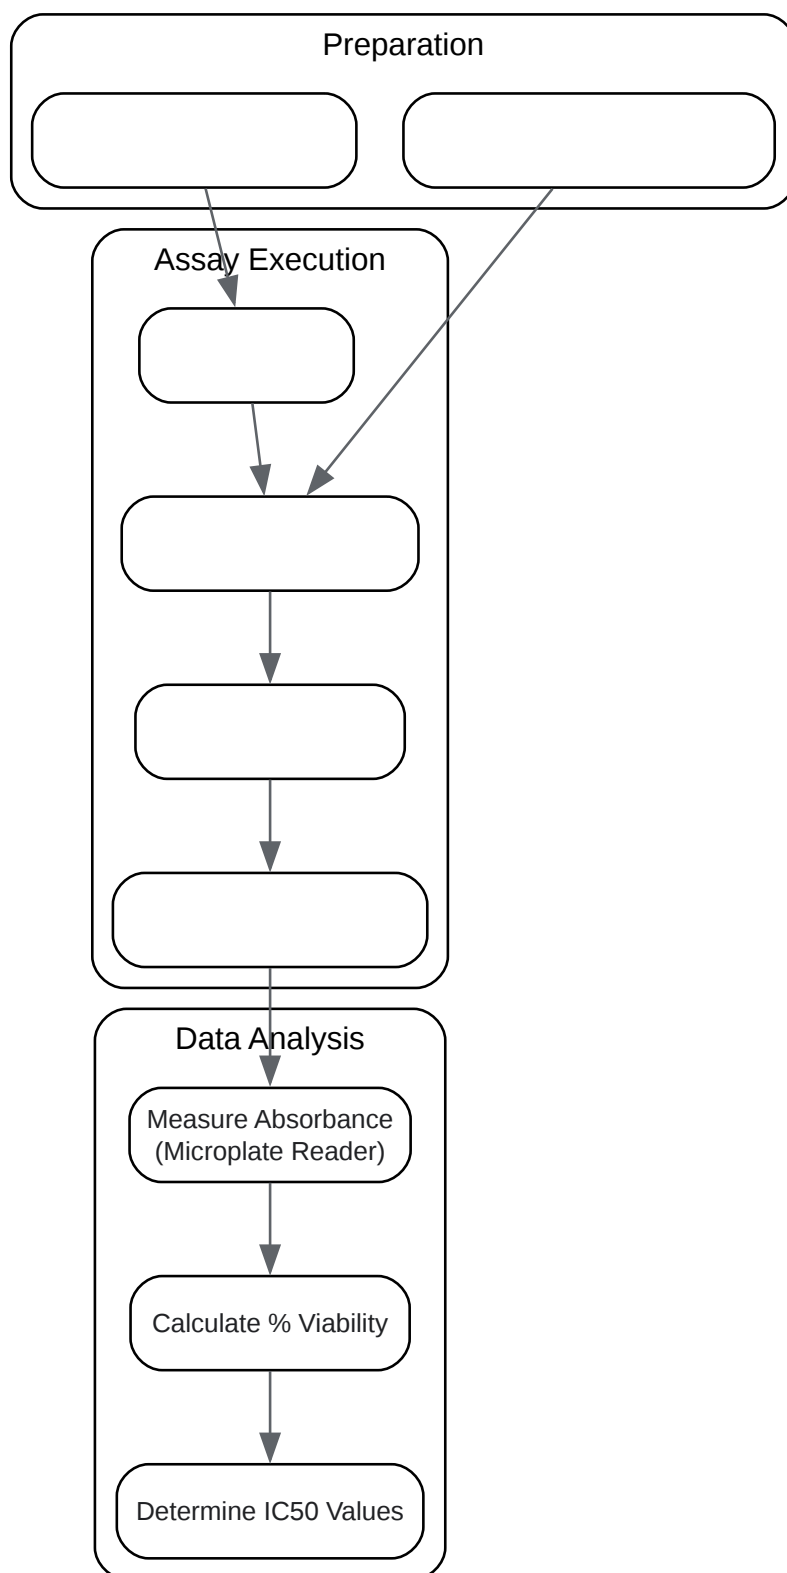 Preparation
Assay Execution
Data Analysis
Measure Absorbance
(Microplate Reader)
Calculate % Viability
Determine IC50 Values